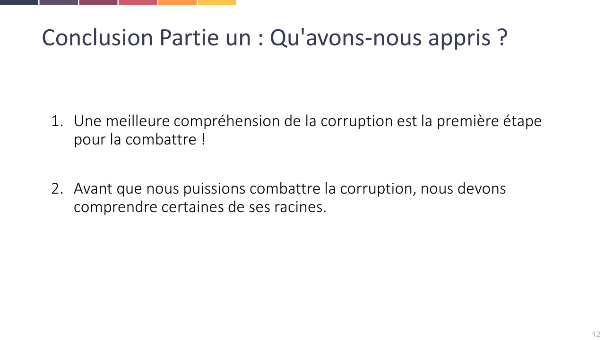 Conclusion Partie un : Qu'avons-nous appris ?
1. Une meilleure compréhension de la corruption est la première étape
pour la combattre !
2. Avant que nous puissions combattre la corruption, nous devons
comprendre certaines de ses racines.
42